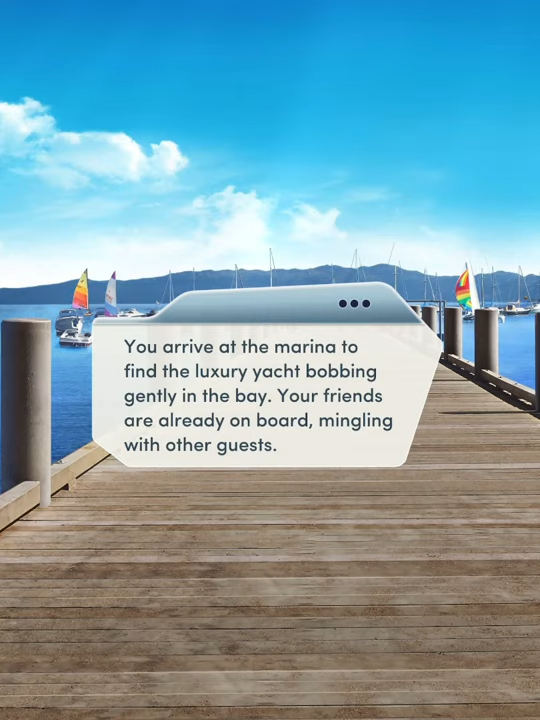 You arrive at the marina to
find the luxury yacht bobbing
gently in the bay. Your friends
are already on board, mingling
with other guests.